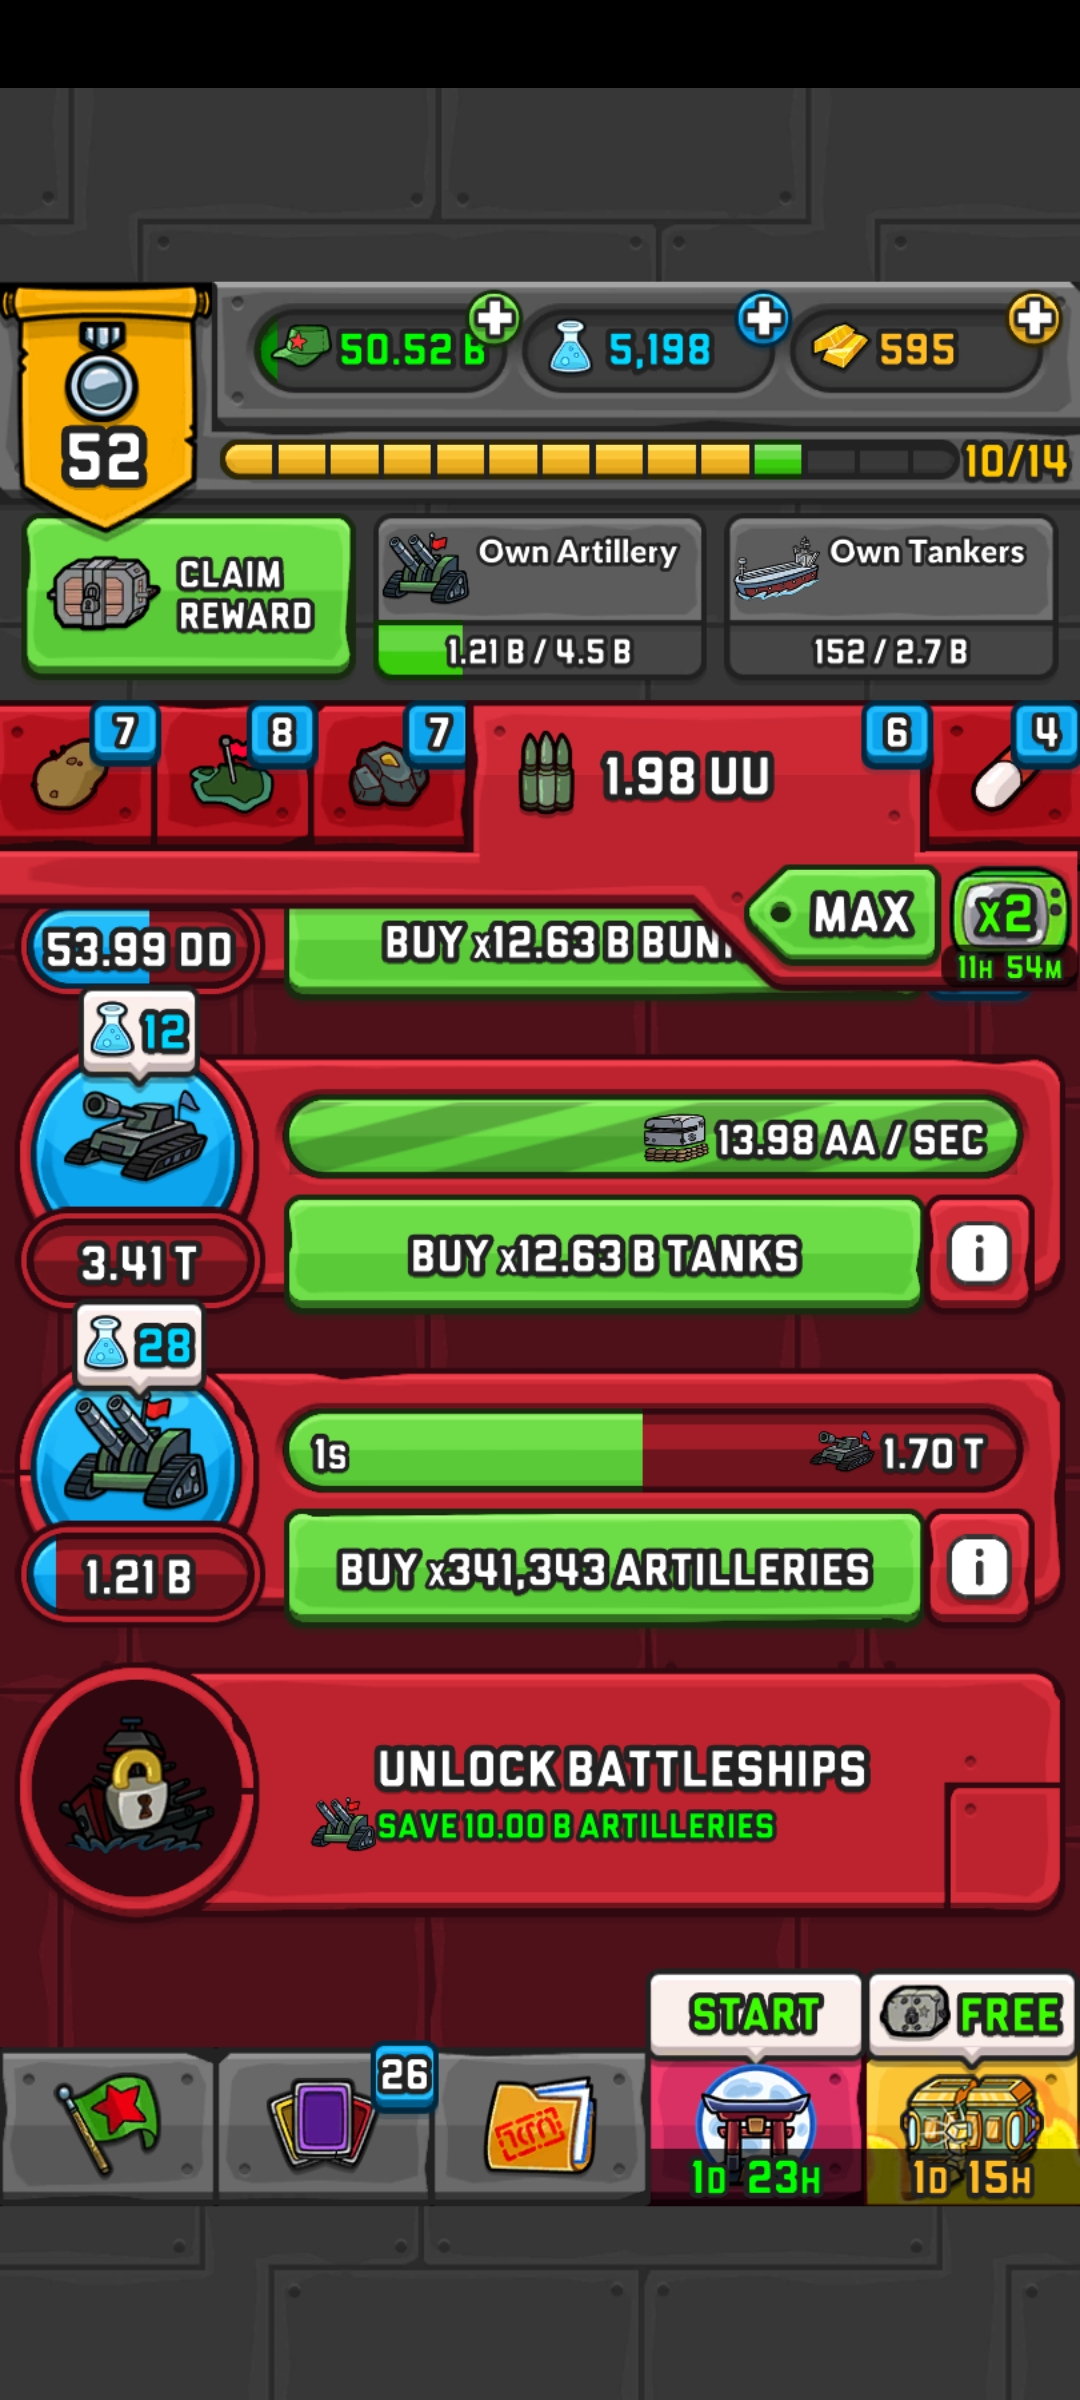 50.52 B
5,198
595
52
10/14
CLAIM
REWARD
Own Artillery
1.21 B / 4.5 B
Own Tankers
152 / 2.7 B
7
8
7
1.98 UU
6
4
MAX
x2
11H 54M
53.99 DD
BUY x12.63 B
12
13.98 AA / SEC
3.41 T
BUY x12.63 B TANKS
i
28
1s
1.70 T
1.21 B
BUY x341,343 ARTILLERIES
i
UNLOCK BATTLESHIPS
SAVE 10.00 B ARTILLERIES
START
FREE
26
1D 23H
1D 15H